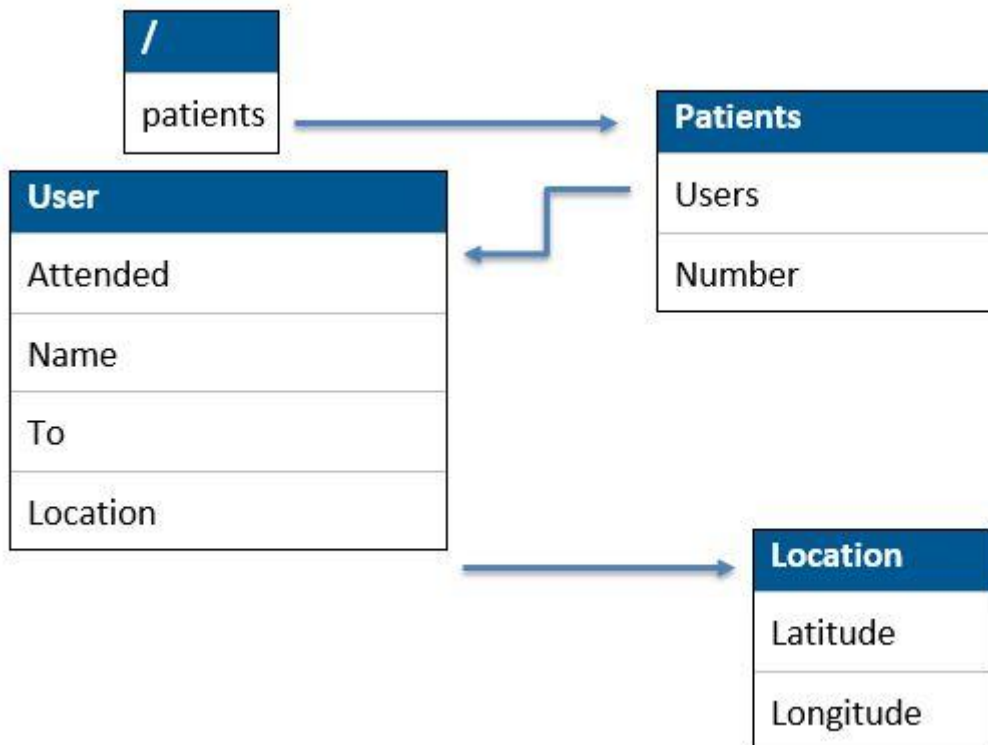 /
patients
Patients
Users
Number
User
Attended
Name
To
Location
Location
Latitude
Longitude